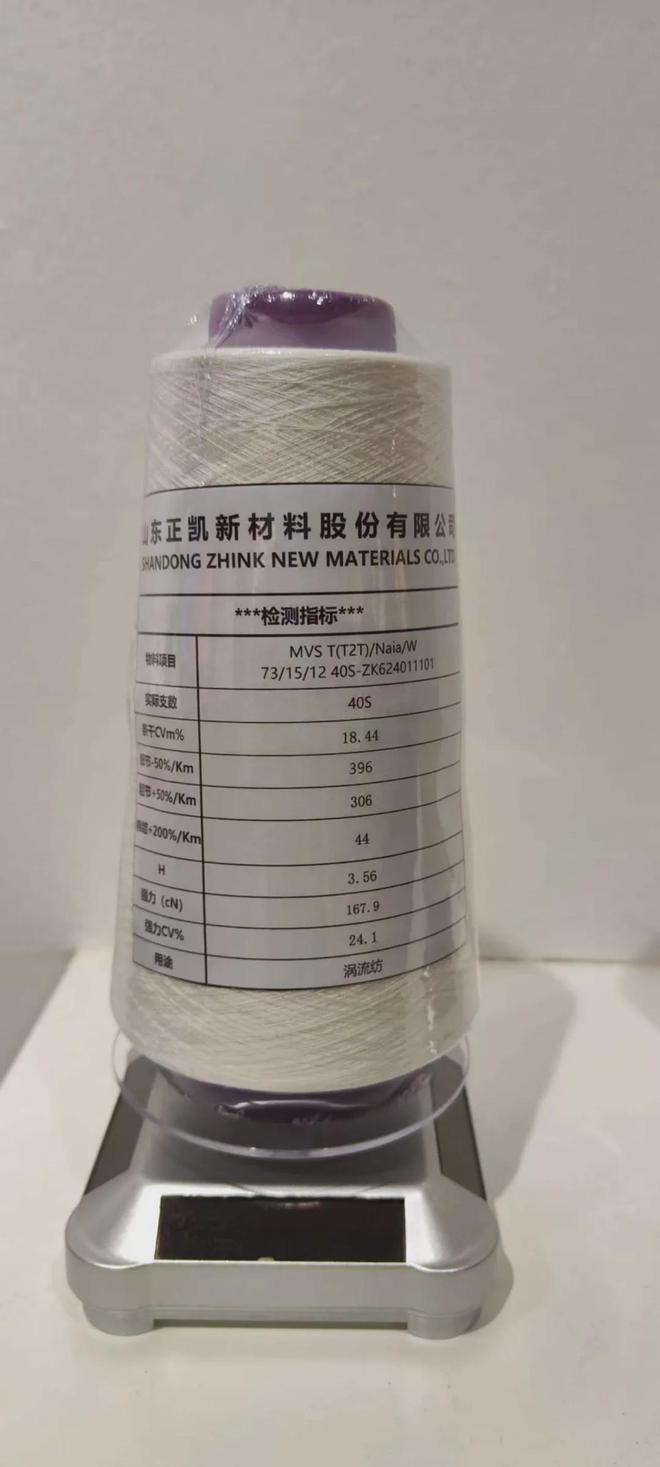 山东正凯新材料股份有限公司
SHANDONG ZHINK NEW MATERIALS CO.,LTD
***检测指标***
物料项目 MVS T(T2T)/Naia/W
73/15/12 40S-ZK624011101
实际支数 40S
条干CVm% 18.44
细节-50%/Km 396
粗节+50%/Km 306
棉结+200%/Km 44
H 3.56
强力（cN） 167.9
强力CV% 24.1
用途 涡流纺